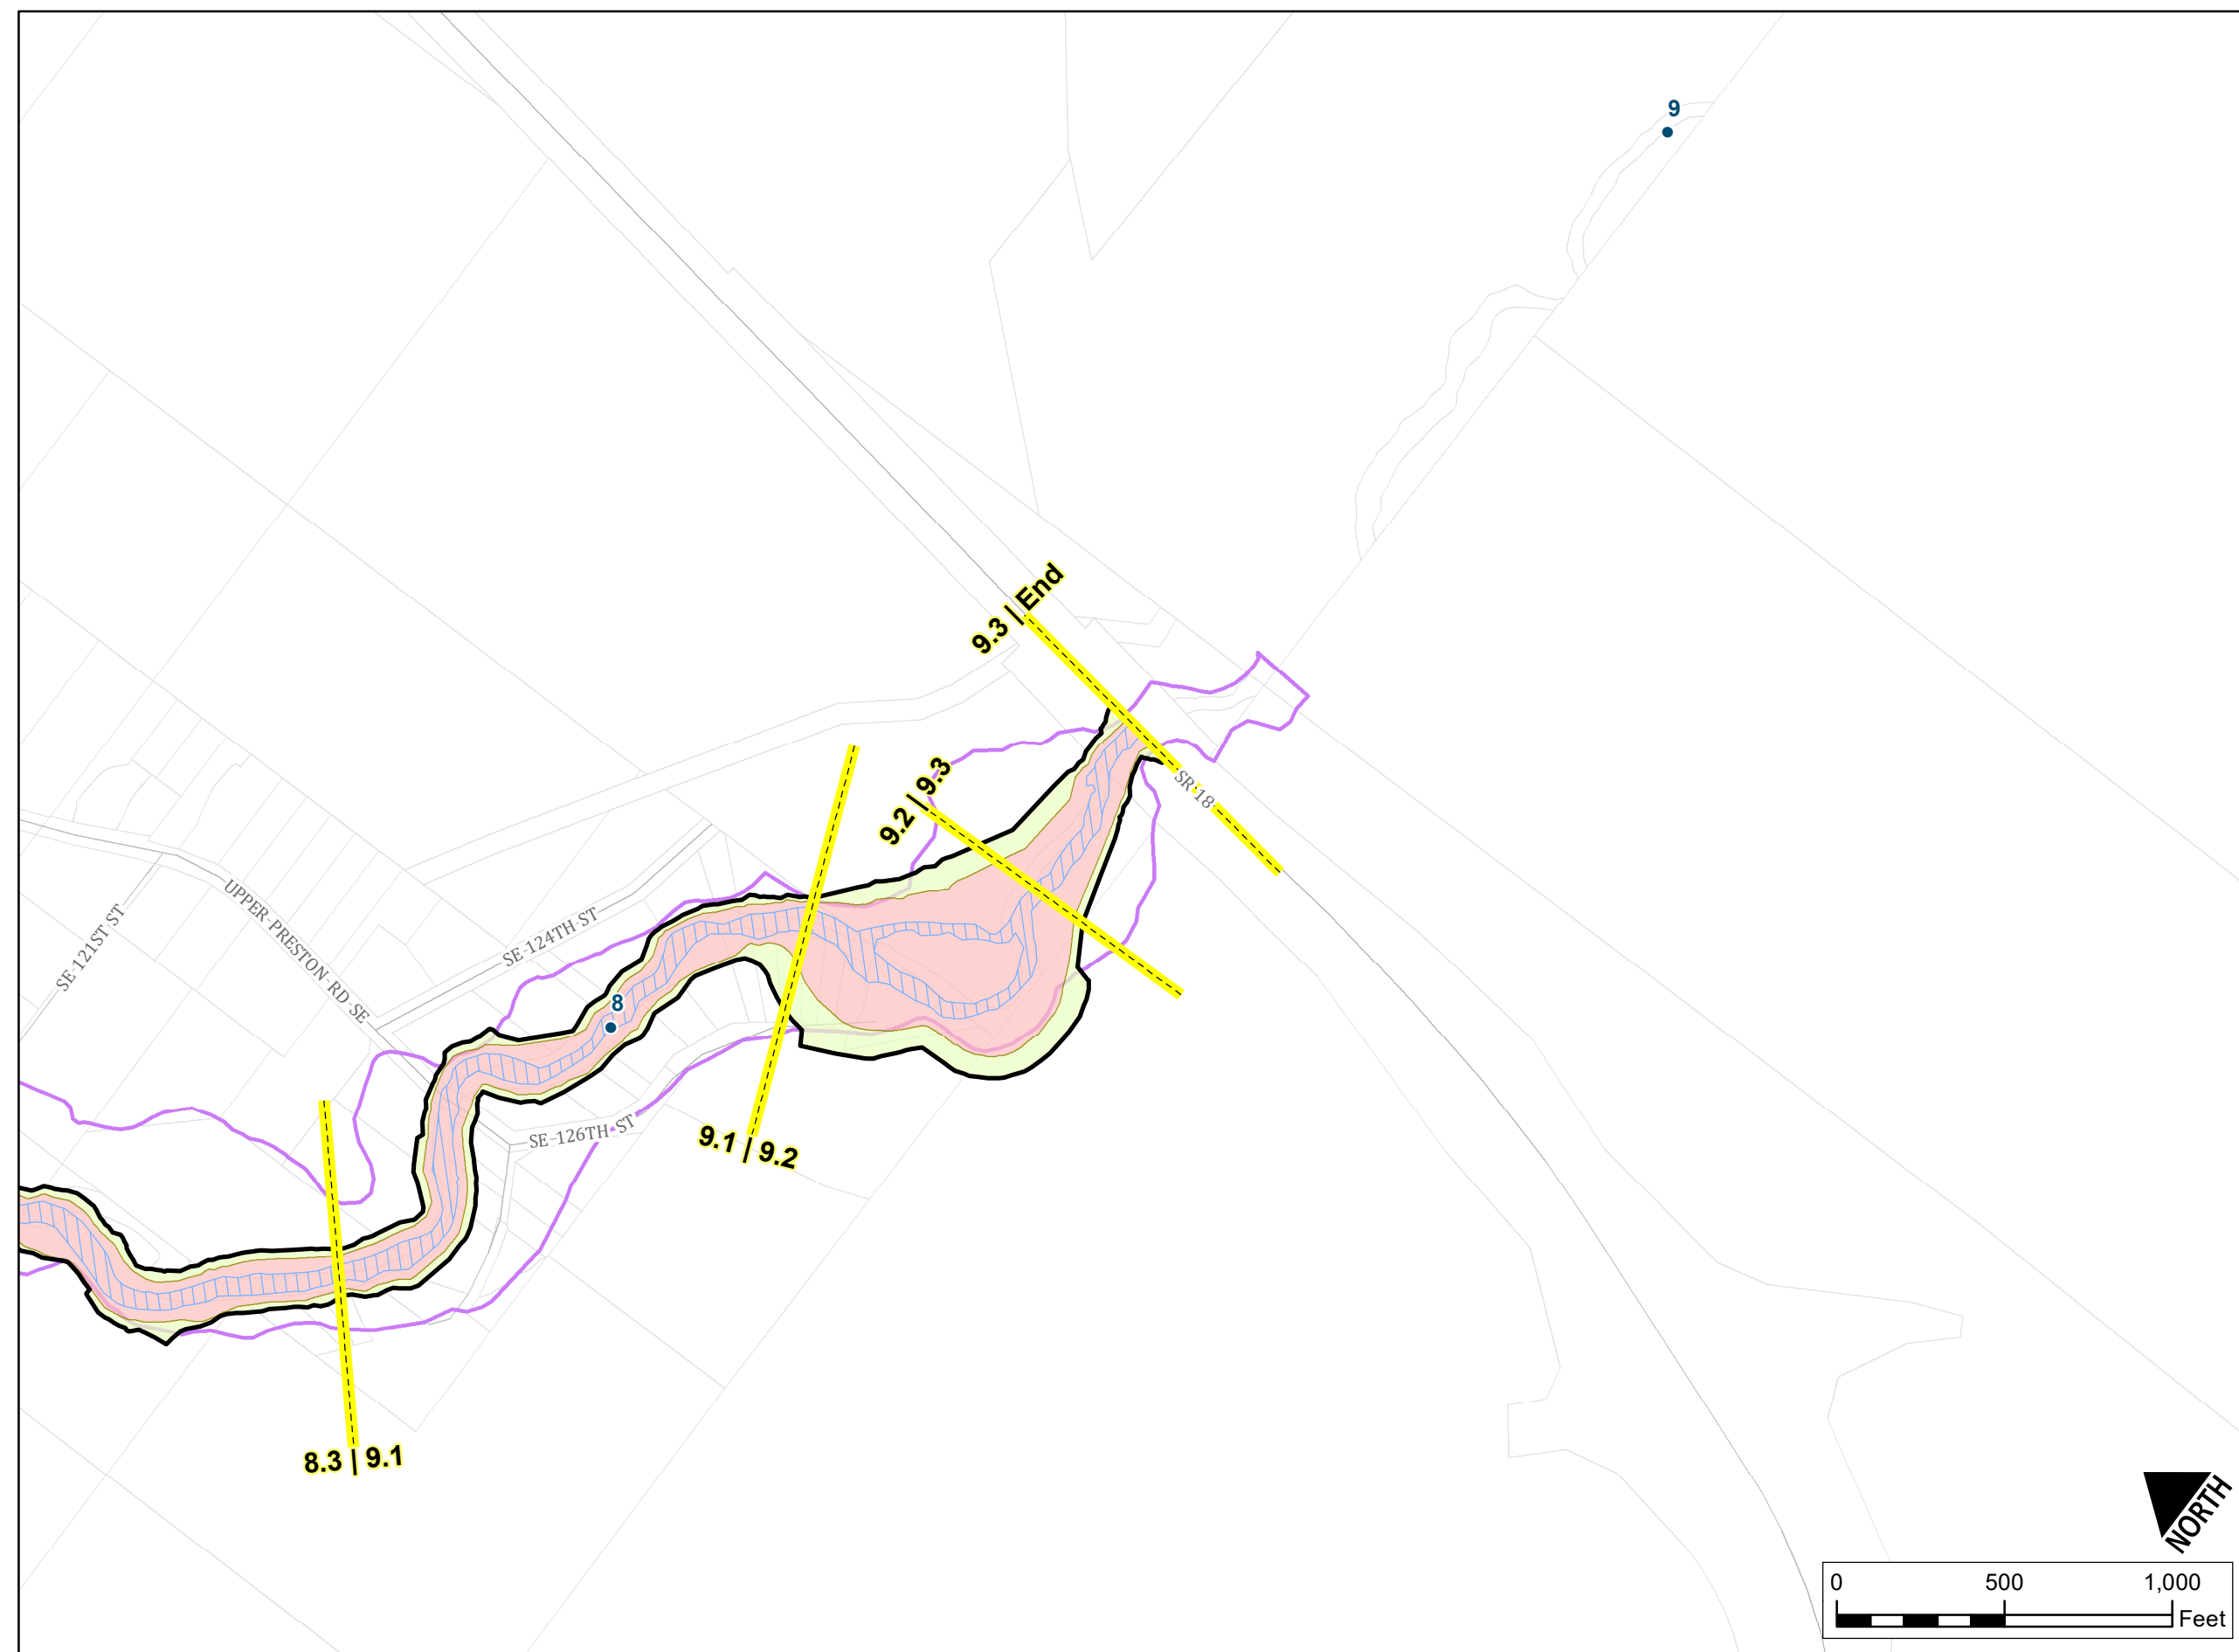 9
9.3 | End
SR 18
9.2 | 9.3
SE 121ST ST
UPPER-PRESTON-RD-SE
SE-124TH-ST
8
SE-126TH-ST
9.1 | 9.2
8.3 | 9.1
NORTH
0 500 1,000
Feet